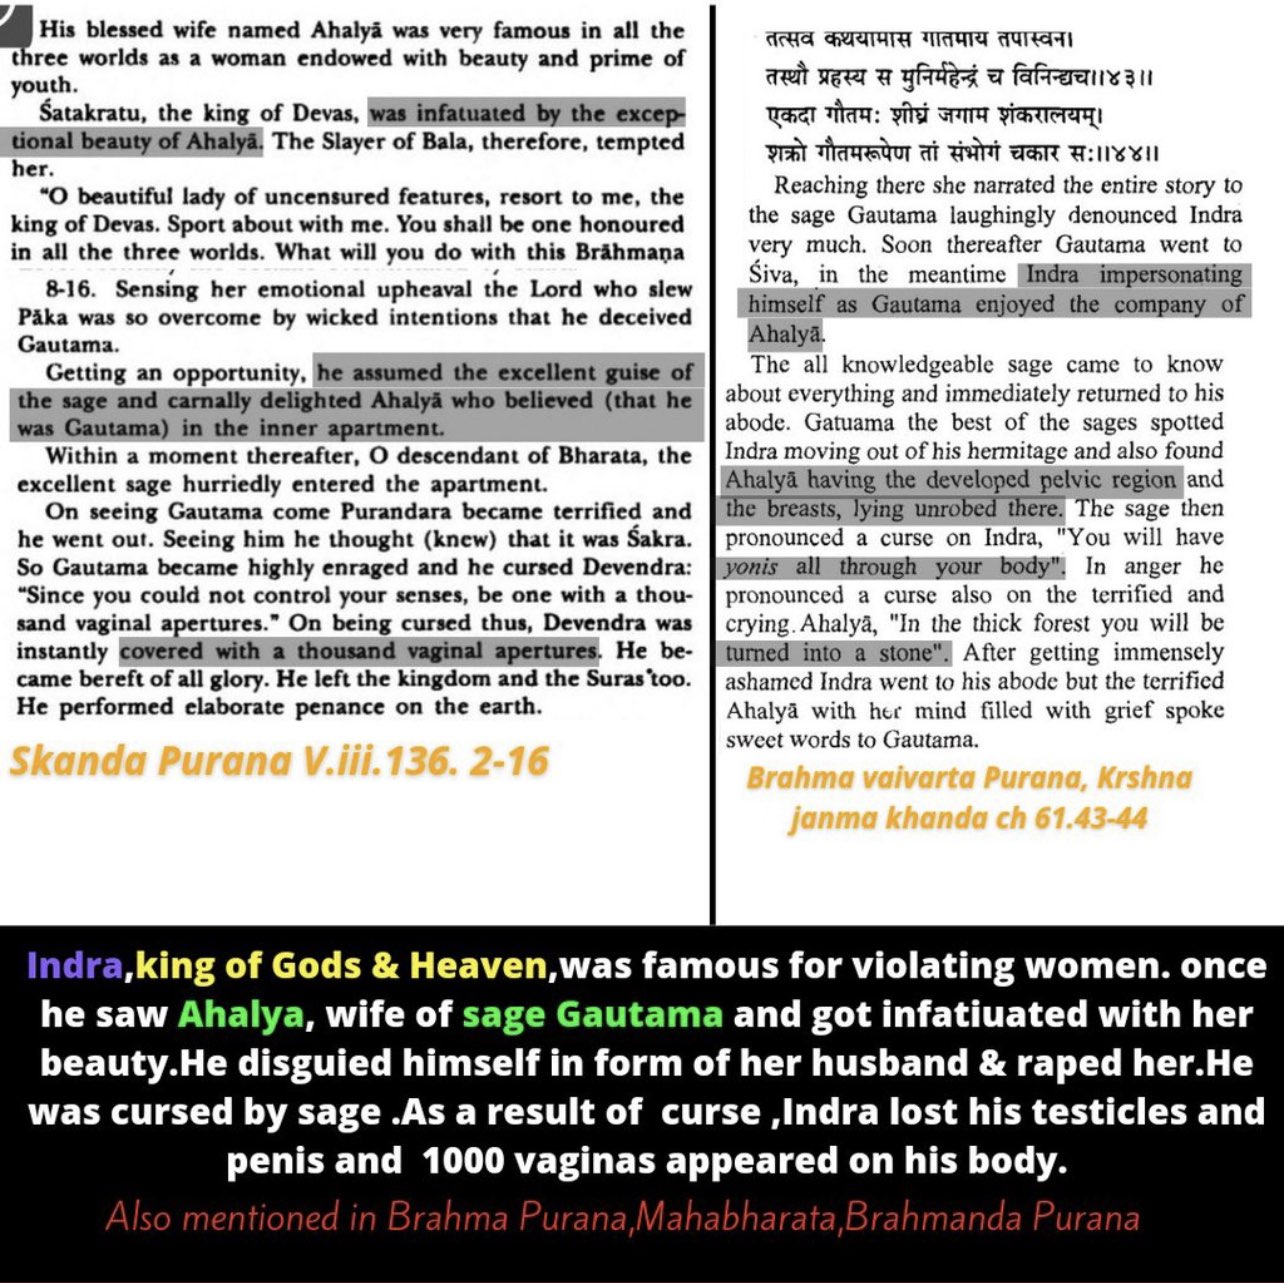 His blessed wife named Ahalyā was very famous in all the
three worlds as a woman endowed with beauty and prime of
youth.
Śatakratu, the king of Devas, was infatuated by the excep-
tional beauty of Ahalyā. The Slayer of Bala, therefore, tempted
her.
"O beautiful lady of uncensured features, resort to me, the
king of Devas. Sport about with me. You shall be one honoured
in all the three worlds. What will you do with this Brāhmaṇa
8-16. Sensing her emotional upheaval the Lord who slew
Pāka was so overcome by wicked intentions that he deceived
Gautama.
Getting an opportunity, he assumed the excellent guise of
the sage and carnally delighted Ahalyā who believed (that he
was Gautama) in the inner apartment.
Within a moment thereafter, O descendant of Bharata, the
excellent sage hurriedly entered the apartment.
On seeing Gautama come Purandara became terrified and
he went out. Seeing him he thought (knew) that it was Śakra.
So Gautama became highly enraged and he cursed Devendra:
"Since you could not control your senses, be one with a thou-
sand vaginal apertures." On being cursed thus, Devendra was
instantly covered with a thousand vaginal apertures. He be-
came bereft of all glory. He left the kingdom and the Suras too.
He performed elaborate penance on the earth.
Skanda Purana V.iii.136. 2-16
तत्सर्वं कथयामास गौतमाय तपस्विने।
तस्थौ प्रहस्य स मुनिर्महेन्द्रं च विनिन्द्यच॥४३॥
एकदा गौतमः शीघ्रं जगाम शंकरालयम्।
शक्रो गौतमरूपेण तां संभोगं चकार सः॥४४॥
Reaching there she narrated the entire story to
the sage Gautama laughingly denounced Indra
very much. Soon thereafter Gautama went to
Śiva, in the meantime Indra impersonating
himself as Gautama enjoyed the company of
Ahalyā.
The all knowledgeable sage came to know
about everything and immediately returned to his
abode. Gatuama the best of the sages spotted
Indra moving out of his hermitage and also found
Ahalyā having the developed pelvic region and
the breasts, lying unrobed there. The sage then
pronounced a curse on Indra, "You will have
yonis all through your body". In anger he
pronounced a curse also on the terrified and
crying. Ahalyā, "In the thick forest you will be
turned into a stone". After getting immensely
ashamed Indra went to his abode but the terrified
Ahalyā with her mind filled with grief spoke
sweet words to Gautama.
Brahma vaivarta Purana, Krshna
janma khanda ch 61.43-44
Indra,king of Gods & Heaven,was famous for violating women. once
he saw Ahalya, wife of sage Gautama and got infatiuated with her
beauty.He disguied himself in form of her husband & raped her.He
was cursed by sage .As a result of curse ,Indra lost his testicles and
penis and 1000 vaginas appeared on his body.
Also mentioned in Brahma Purana,Mahabharata,Brahmanda Purana